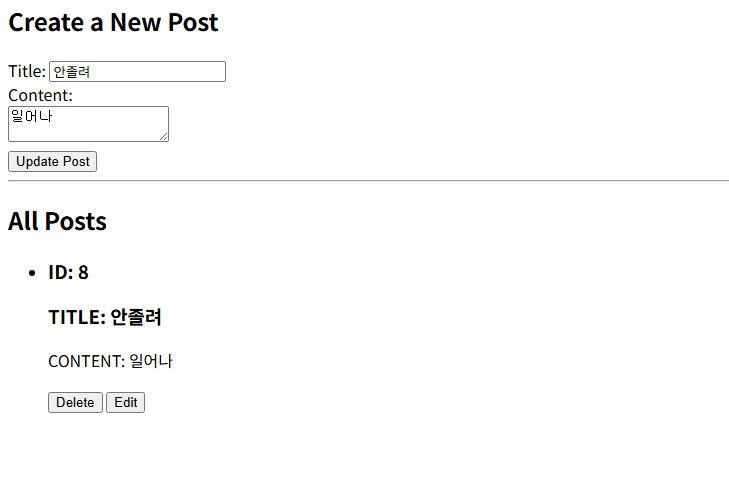 Create a New Post
Title: 안졸려
Content:
일어나
Update Post
All Posts
ID: 8
TITLE: 안졸려
CONTENT: 일어나
Delete Edit